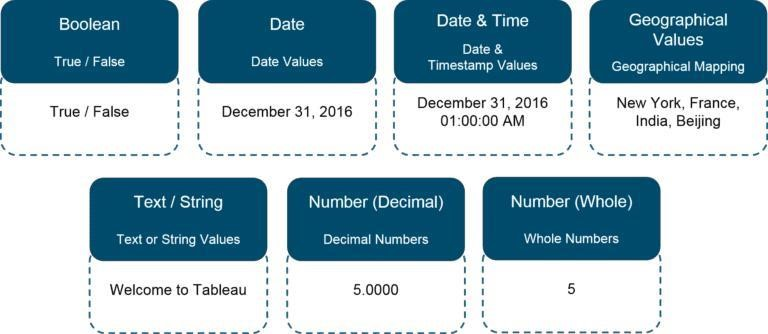 Boolean
True / False
True / False
Date
Date Values
December 31, 2016
Date & Time
Date &
Timestamp Values
December 31, 2016
01:00:00 AM
Geographical
Values
Geographical Mapping
New York, France,
India, Beijing
Text / String
Text or String Values
Welcome to Tableau
Number (Decimal)
Decimal Numbers
5.0000
Number (Whole)
Whole Numbers
5